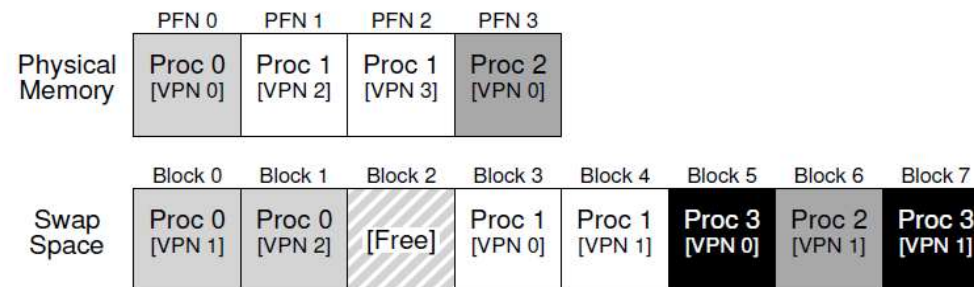 PFN 0 PFN 1 PFN 2 PFN 3
Physical Memory
Proc 0 [VPN 0]
Proc 1 [VPN 2]
Proc 1 [VPN 3]
Proc 2 [VPN 0]
Block 0 Block 1 Block 2 Block 3 Block 4 Block 5 Block 6 Block 7
Swap Space
Proc 0 [VPN 1]
Proc 0 [VPN 2]
[Free]
Proc 1 [VPN 0]
Proc 1 [VPN 1]
Proc 3 [VPN 0]
Proc 2 [VPN 1]
Proc 3 [VPN 1]